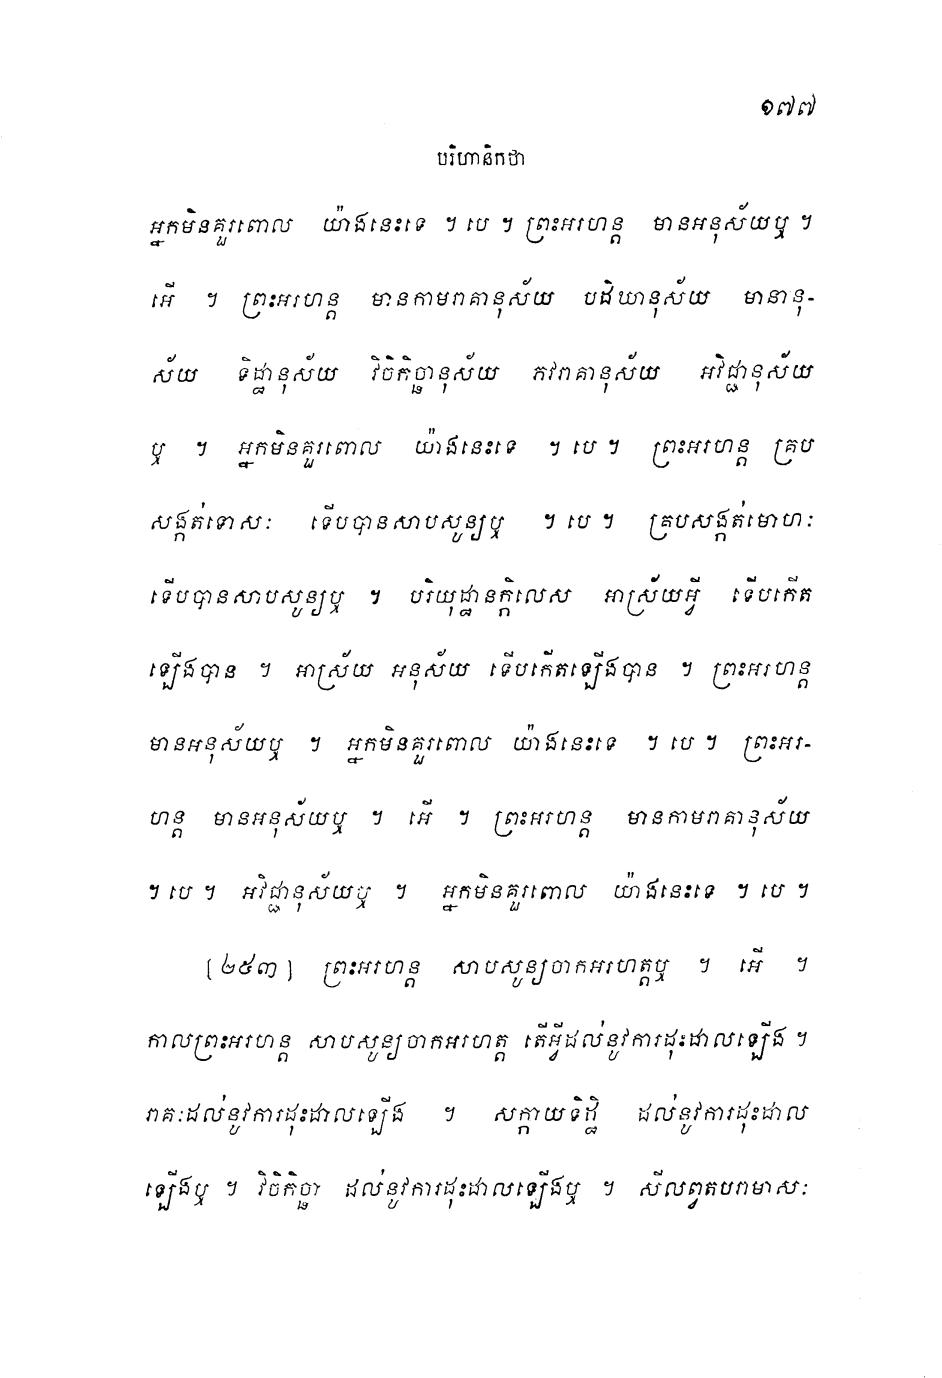 ១៧៧
បរិហានិកថា
អ្នកមិនគួរពោល យ៉ាងនេះទេ ។ បេ ។ ព្រះអរហន្ត មានអនុស័យឬ ។
អើ ។ ព្រះអរហន្ត មានកាមរាគានុស័យ បដិឃានុស័យ មានានុ-
ស័យ ទិដ្ឋានុស័យ វិចិកិច្ឆានុស័យ ភវរាគានុស័យ អវិជ្ជានុស័យ
ឬ ។ អ្នកមិនគួរពោល យ៉ាងនេះទេ ។ បេ ។ ព្រះអរហន្ត គ្រប
សង្កត់ទោសៈ ទើបបានសាបសូន្យឬ ។ បេ ។ គ្របសង្កត់មោហៈ
ទើបបានសាបសូន្យឬ ។ បរិយុដ្ឋានក្តិលេស អាស្រ័យអ្វី ទើបកើត
ឡើងបាន ។ អាស្រ័យ អនុស័យ ទើបកើតឡើងបាន ។ ព្រះអរហន្ត
មានអនុស័យឬ ។ អ្នកមិនគួរពោល យ៉ាងនេះទេ ។ បេ ។ ព្រះអរ-
ហន្ត មានអនុស័យឬ ។ អើ ។ ព្រះអរហន្ត មានកាមរាគានុស័យ
។ បេ ។ អវិជ្ជានុស័យឬ ។ អ្នកមិនគួរពោល យ៉ាងនេះទេ ។ បេ ។
[២៥៣] ព្រះអរហន្ត សាបសូន្យចាកអរហត្តឬ ។ អើ ។
កាលព្រះអរហន្ត សាបសូន្យចាកអរហត្ត តើអ្វីដល់នូវការដុះដាលឡើង ។
រាគៈដល់នូវការដុះដាលឡើង ។ សក្កាយទិដ្ឋិ ដល់នូវការដុះដាល
ឡើងឬ ។ វិចិកិច្ឆា ដល់នូវការដុះដាលឡើងឬ ។ សីលព្វតបរាមាសៈ